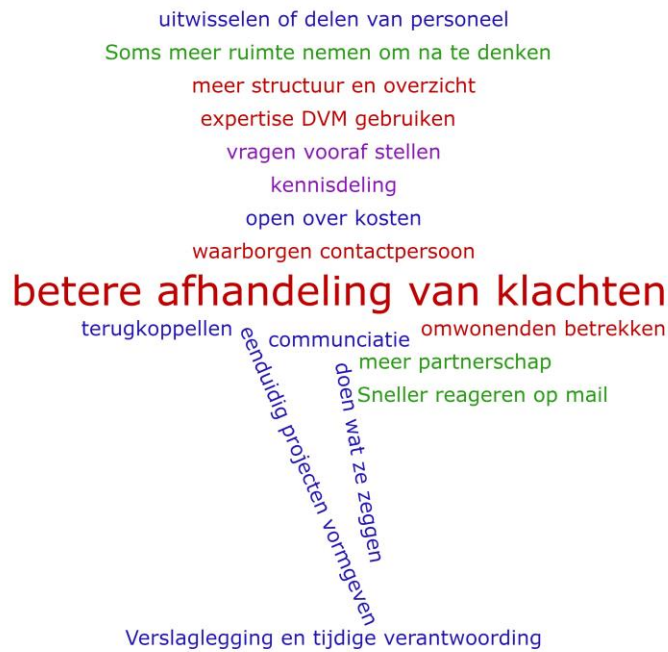 uitwisselen of delen van personeel
Soms meer ruimte nemen om na te denken
meer structuur en overzicht
expertise DVM gebruiken
vragen vooraf stellen
kennisdeling
open over kosten
waarborgen contactpersoon
betere afhandeling van klachten
terugkoppellen
communciatie
omwonenden betrekken
meer partnerschap
Sneller reageren op mail
eenduidig projecten vormgeven
doen wat ze zeggen
Verslaglegging en tijdige verantwoording